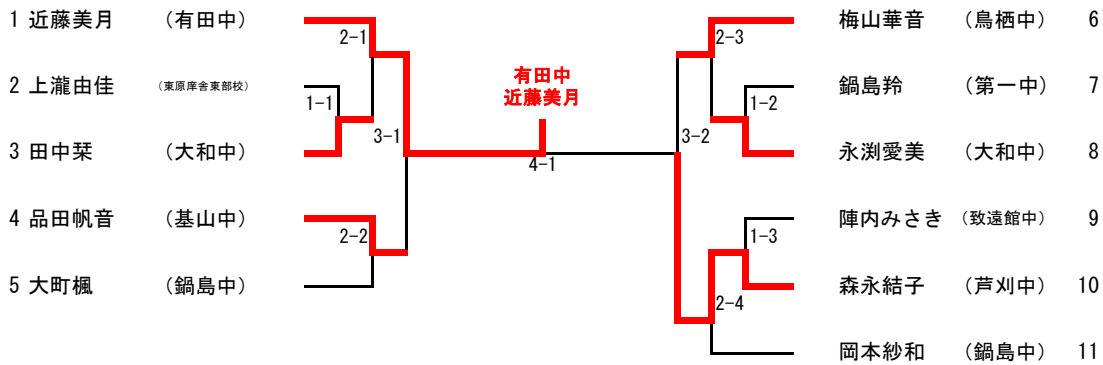 1 近藤美月 （有田中）
2 上瀧由佳 （東原庠舎東部校）
3 田中栞 （大和中）
4 品田帆音 （基山中）
5 大町楓 （鍋島中）
2-1
1-1
3-1
2-2
有田中
近藤美月
4-1
2-3
1-2
3-2
1-3
2-4
梅山華音 （鳥栖中） 6
鍋島羚 （第一中） 7
永渕愛美 （大和中） 8
陣内みさき （致遠館中） 9
森永結子 （芦刈中） 10
岡本紗和 （鍋島中） 11